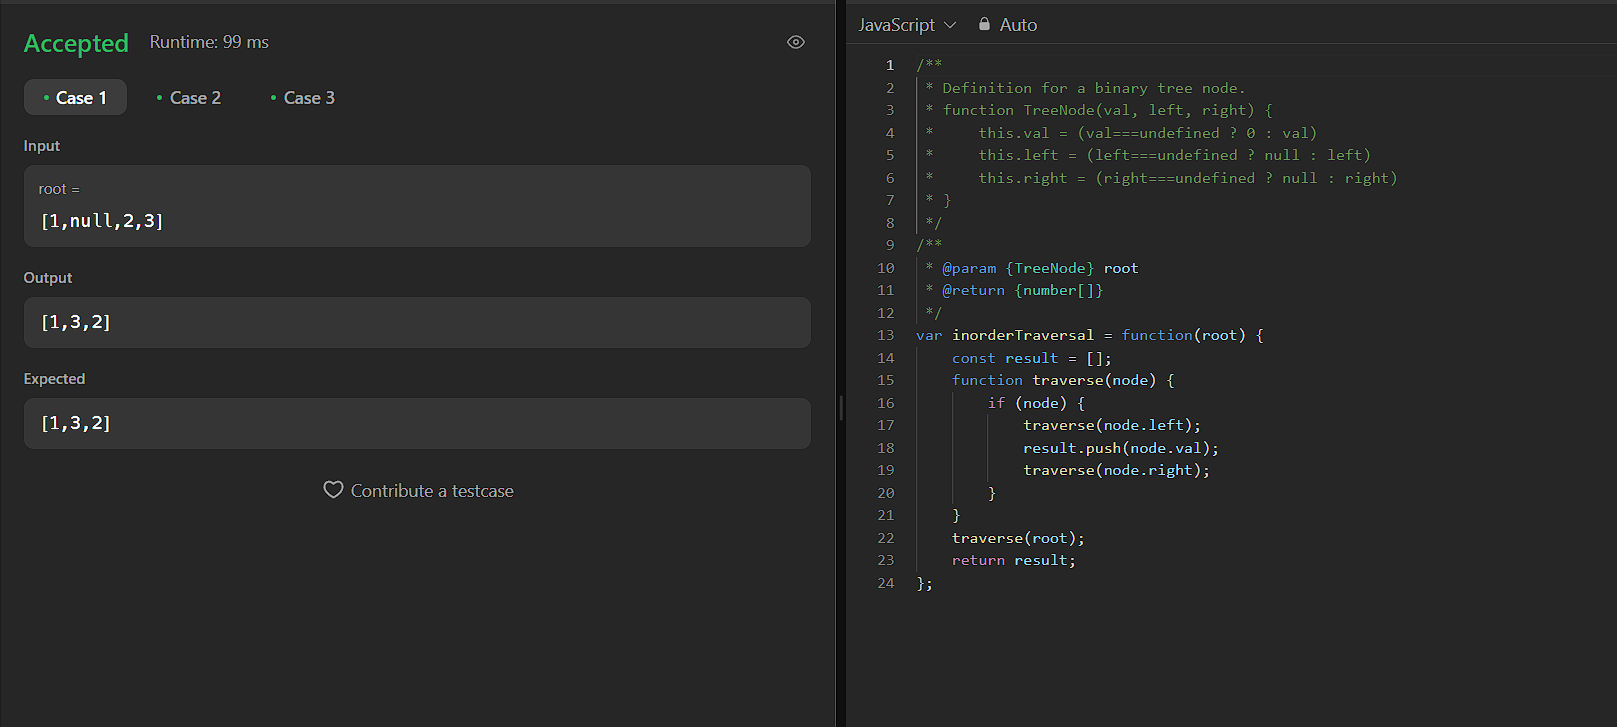 Accepted Runtime: 99 ms
Case 1 Case 2 Case 3
Input
root =
[1,null,2,3]
Output
[1,3,2]
Expected
[1,3,2]
Contribute a testcase
JavaScript Auto
1 /**
2  * Definition for a binary tree node.
3  * function TreeNode(val, left, right) {
4  *     this.val = (val===undefined ? 0 : val)
5  *     this.left = (left===undefined ? null : left)
6  *     this.right = (right===undefined ? null : right)
7  * }
8  */
9 /**
10  * @param {TreeNode} root
11  * @return {number[]}
12  */
13 var inorderTraversal = function(root) {
14     const result = [];
15     function traverse(node) {
16         if (node) {
17             traverse(node.left);
18             result.push(node.val);
19             traverse(node.right);
20         }
21     }
22     traverse(root);
23     return result;
24 };